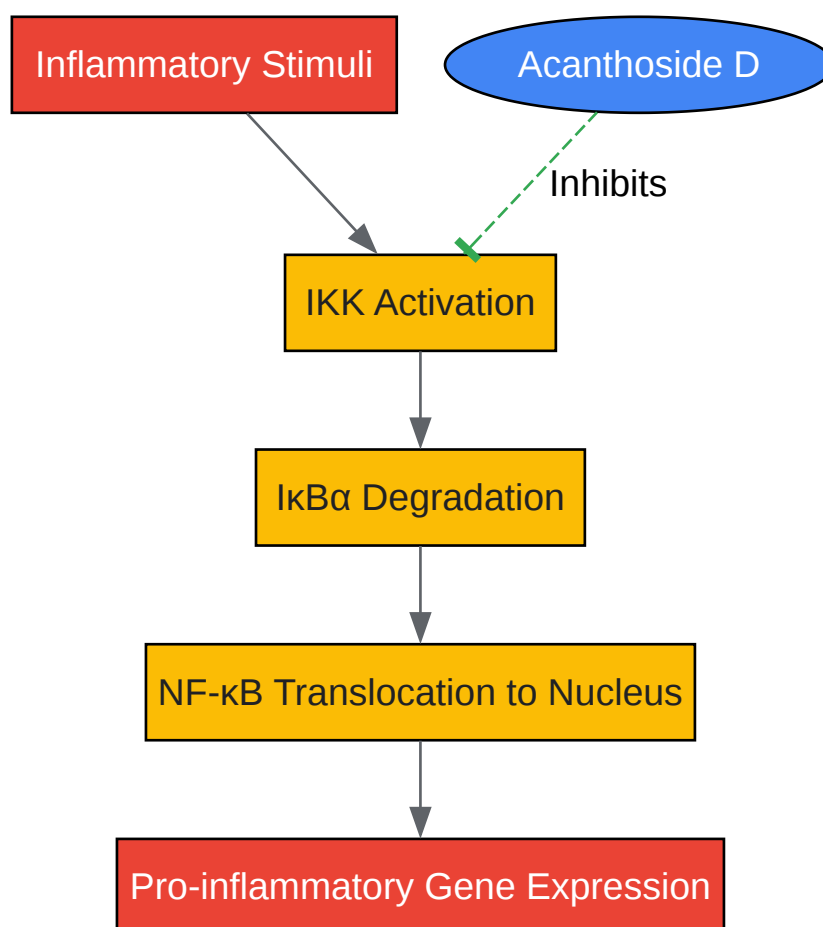 Inflammatory Stimuli
Acanthoside D
Inhibits
IKK Activation
IκBα Degradation
NF-κB Translocation to Nucleus
Pro-inflammatory Gene Expression